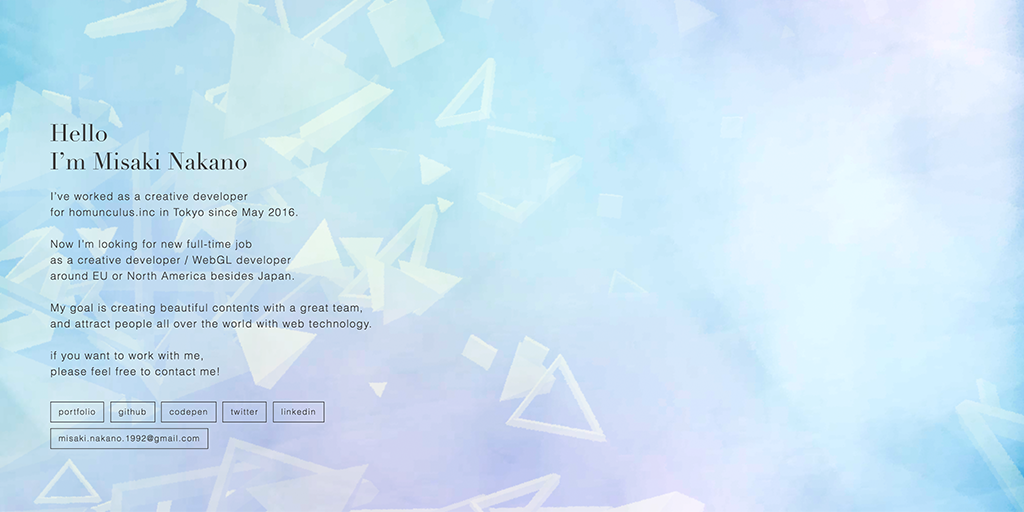 Hello
I'm Misaki Nakano
I've worked as a creative developer
for homunculus.inc in Tokyo since May 2016.
Now I'm looking for new full-time job
as a creative developer / WebGL developer
around EU or North America besides Japan.
My goal is creating beautiful contents with a great team,
and attract people all over the world with web technology.
if you want to work with me,
please feel free to contact me!
portfolio github codepen twitter linkedin
misaki.nakano.1992@gmail.com